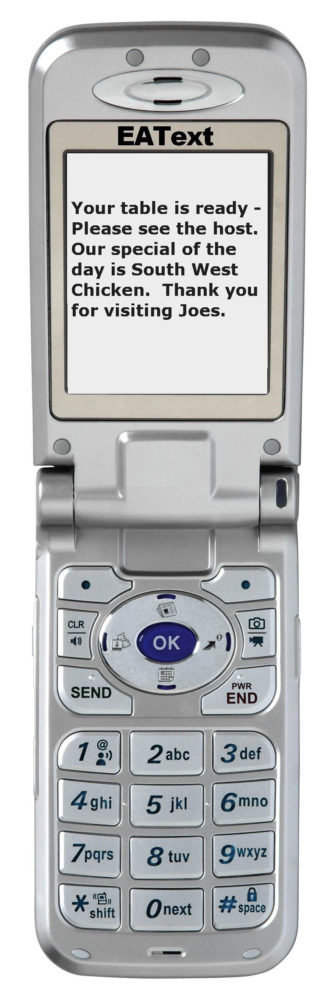 EAText
Your table is ready -
Please see the host.
Our special of the
day is South West
Chicken.  Thank you
for visiting Joes.
CLR
OK
SEND
PWR
END
1 @
2 abc
3 def
4 ghi
5 jkl
6 mno
7 pqrs
8 tuv
9 wxyz
* shift
0 next
# space